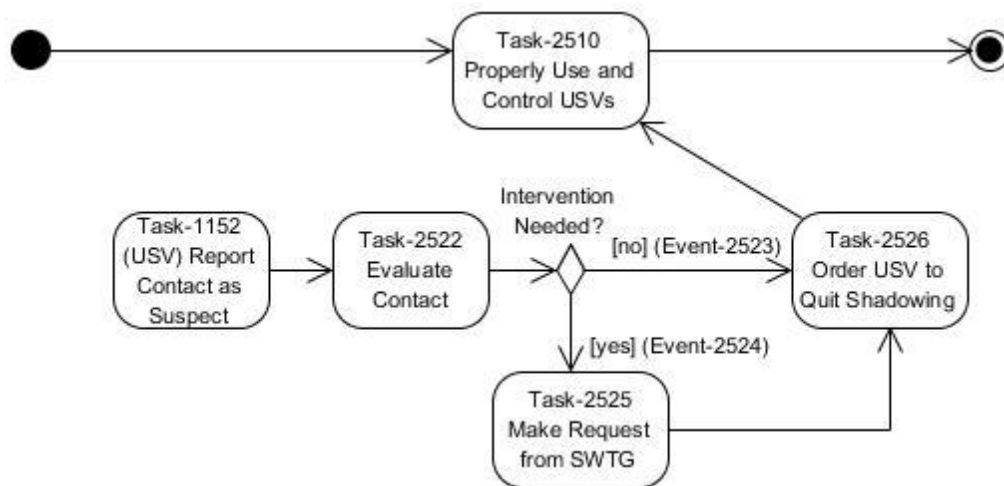 Task-2510
Properly Use and
Control USVs
Intervention
Needed?
Task-1152
(USV) Report
Contact as
Suspect
Task-2522
Evaluate
Contact
[no] (Event-2523)
Task-2526
Order USV to
Quit Shadowing
[yes] (Event-2524)
Task-2525
Make Request
from SWTG